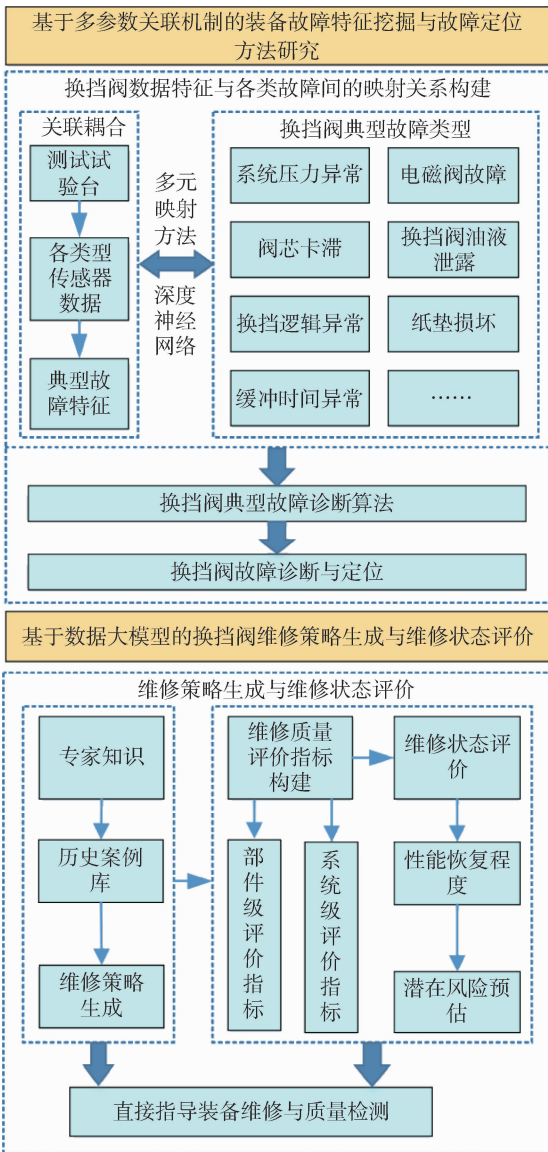 基于多参数关联机制的装备故障特征挖掘与故障定位
方法研究
换挡阀数据特征与各类故障间的映射关系构建
关联耦合
测试试
验台
各类型
传感器
数据
典型故
障特征
多元
映射
方法
深度
神经
网络
换挡阀典型故障类型
系统压力异常
电磁阀故障
阀芯卡滞
换挡阀油液
泄露
换挡逻辑异常
纸垫损坏
缓冲时间异常
……
换挡阀典型故障诊断算法
换挡阀故障诊断与定位
基于数据大模型的换挡阀维修策略生成与维修状态评价
维修策略生成与维修状态评价
专家知识
历史案例
库
维修策略
生成
维修质量
评价指标
构建
部件级评价指标
系统级评价指标
维修状态评
价
性能恢复程
度
潜在风险预
估
直接指导装备维修与质量检测